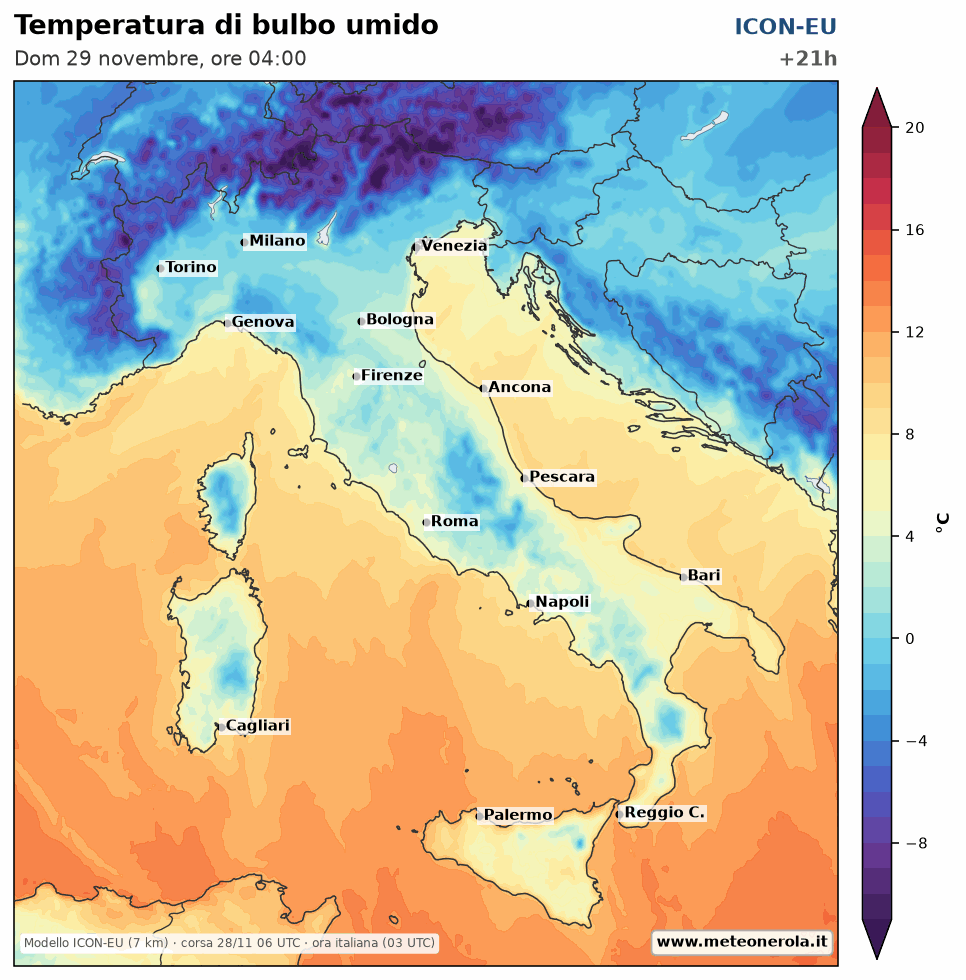 Temperatura di bulbo umido
ICON-EU
Dom 29 novembre, ore 04:00
+21h
20
16
12
8
4
0
−4
−8
°C
Milano
Venezia
Torino
Genova
Bologna
Firenze
Ancona
Pescara
Roma
Bari
Napoli
Cagliari
Palermo
Reggio C.
Modello ICON-EU (7 km) · corsa 28/11 06 UTC · ora italiana (03 UTC)
www.meteonerola.it